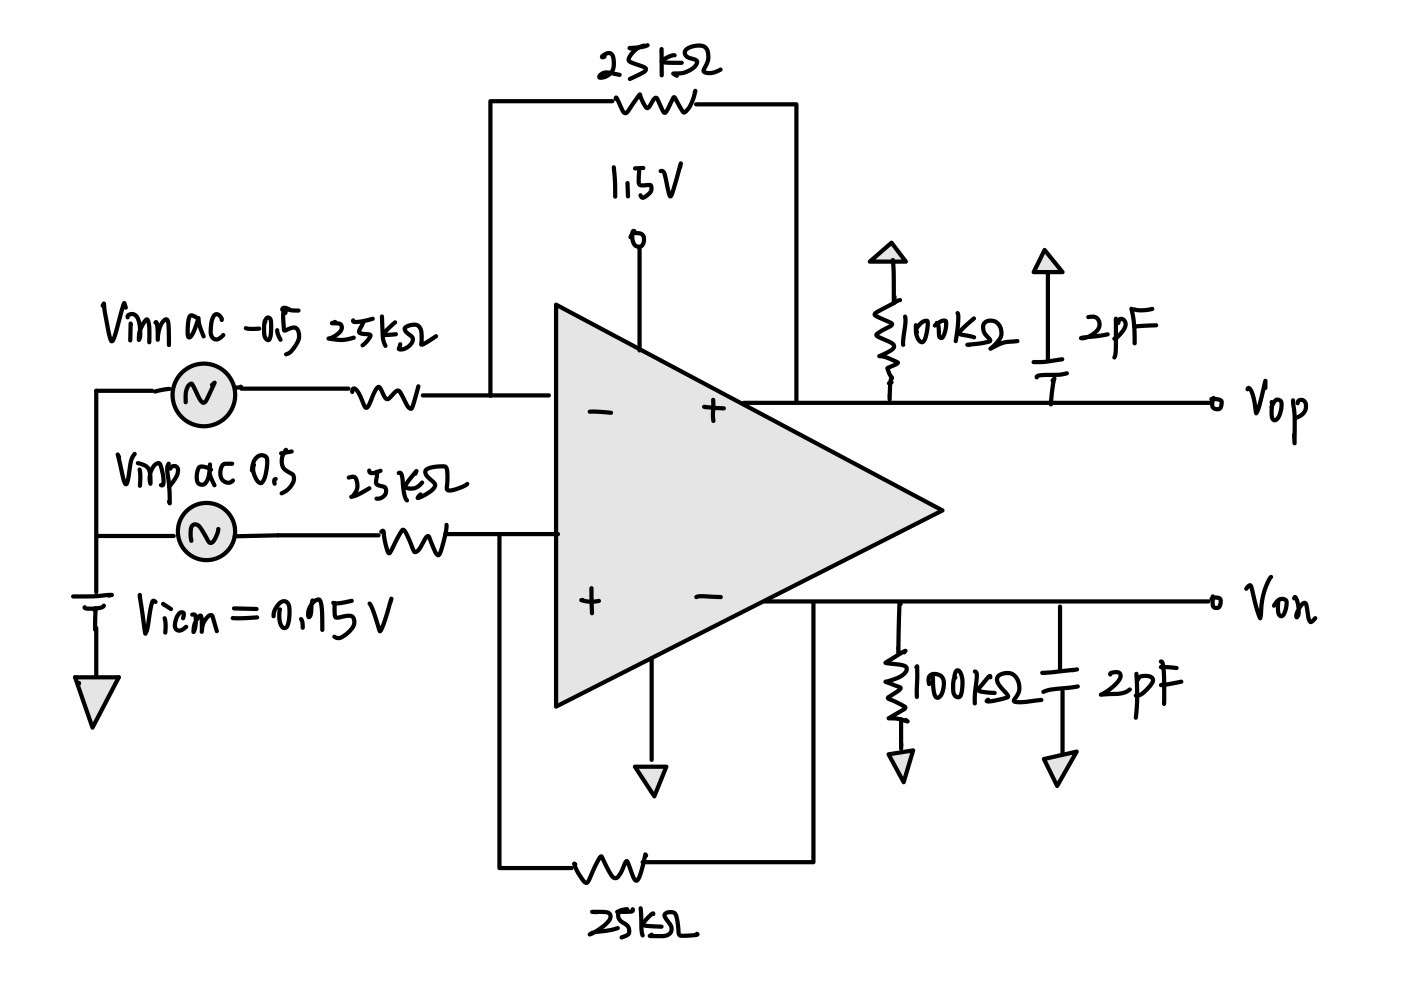 25kΩ
1.5V
Vinn ac -0.5 25kΩ
100kΩ 2pF
Vop
Vinp ac 0.5 25kΩ
-
+
+
-
Vicm = 0.75 V
Von
100kΩ 2pF
25kΩ